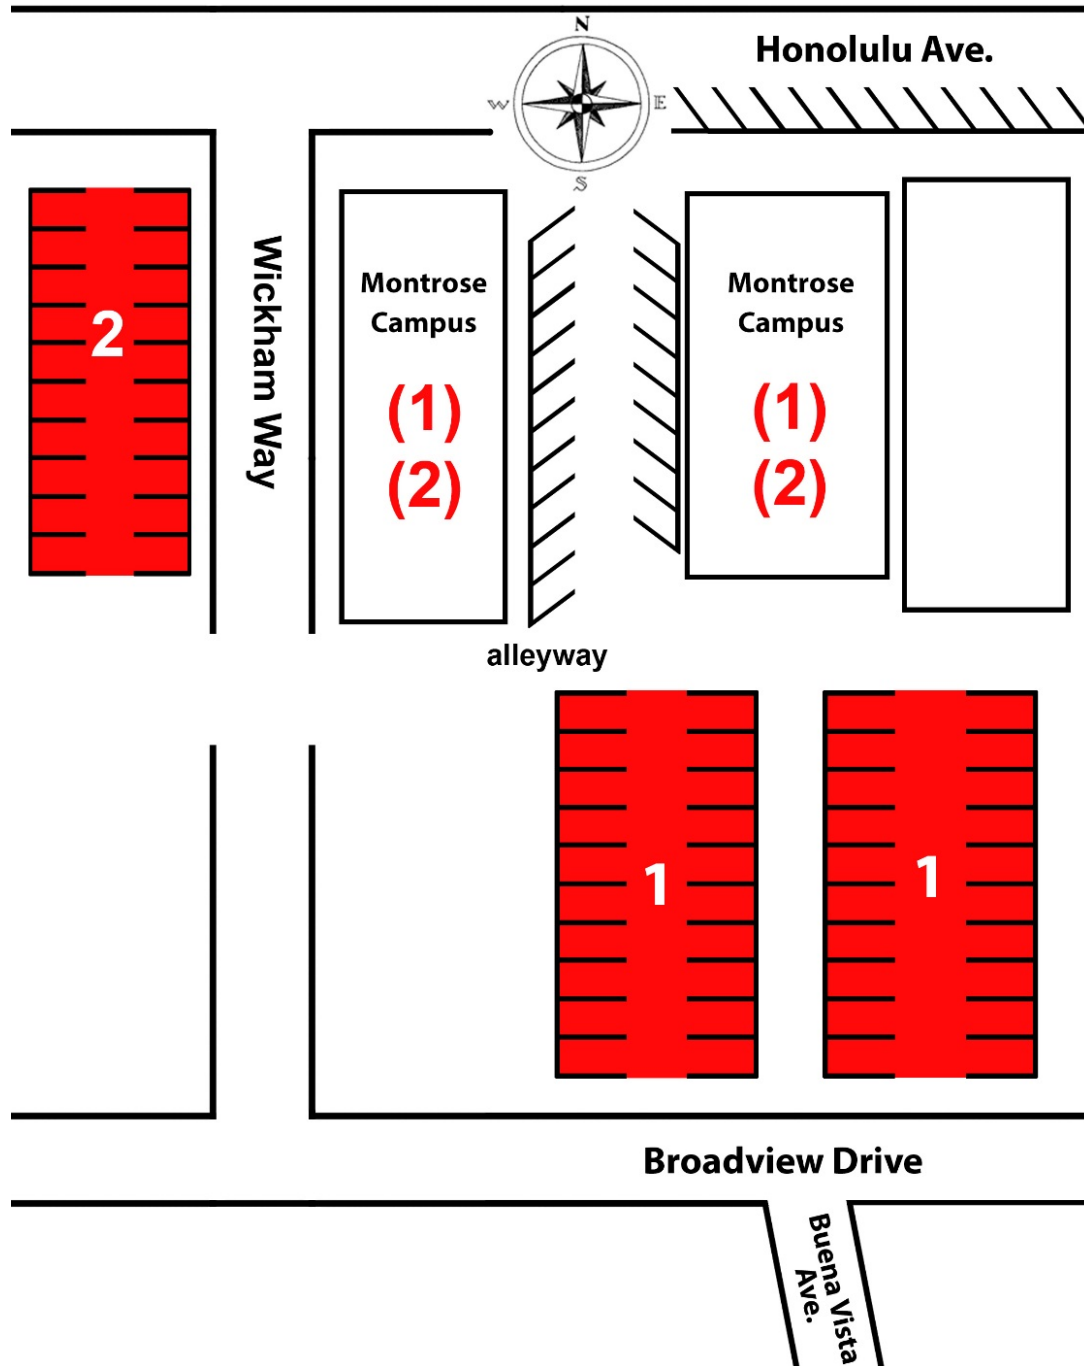 N
Honolulu Ave.
W
E
S
Wickham Way
2
Montrose
Campus
(1)
(2)
Montrose
Campus
(1)
(2)
alleyway
1
1
Broadview Drive
Buena Vista
Ave.